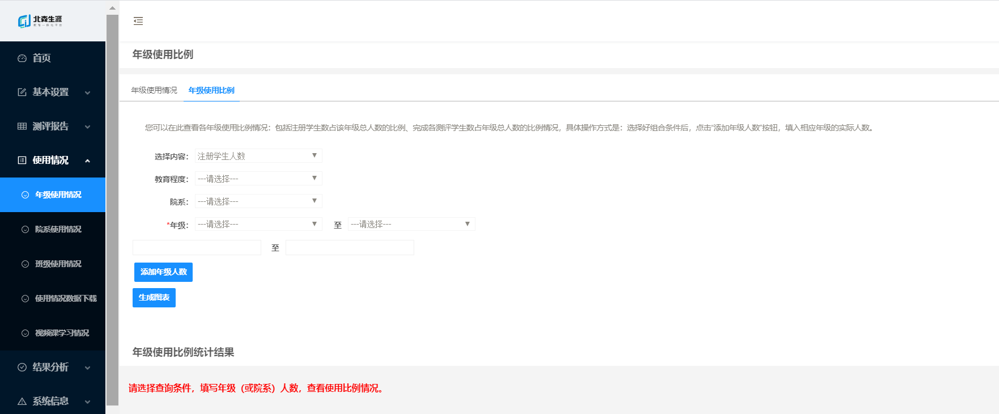 北森生涯
教育一体化平台
首页
基本设置
测评报告
使用情况
年级使用情况
院系使用情况
班级使用情况
使用情况数据下载
视频课学习情况
结果分析
系统信息
年级使用比例
年级使用情况 年级使用比例
您可以在此查看各年级使用比例情况：包括注册学生数占该年级总人数的比例、完成各测评学生数占年级总人数的比例情况，具体操作方式是：选择好组合条件后，点击“添加年级人数”按钮，填入相应年级的实际人数。
选择内容： 注册学生人数
教育程度： ---请选择---
院系： ---请选择---
*年级： ---请选择--- 至 ---请选择---
至
添加年级人数
生成图表
年级使用比例统计结果
请选择查询条件，填写年级（或院系）人数，查看使用比例情况。